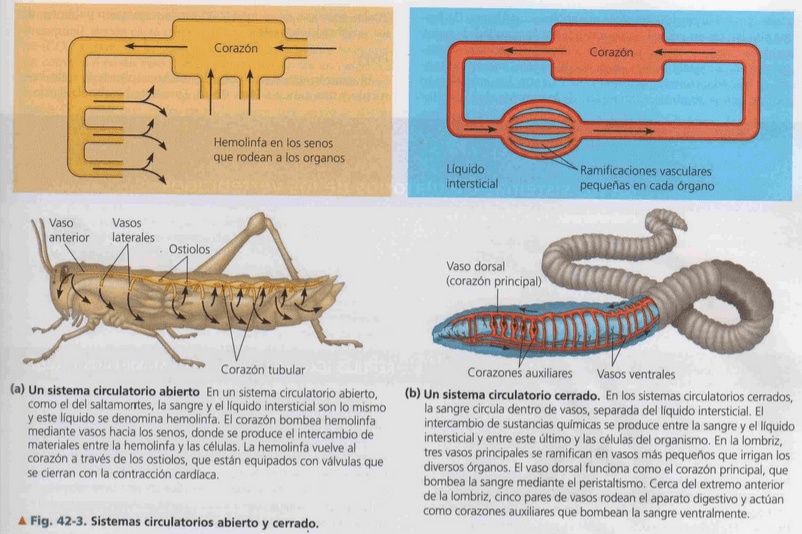 Corazón
Hemolinfa en los senos
que rodean a los organos
Corazón
Líquido
intersticial
Ramificaciones vasculares
pequeñas en cada órgano
Vaso
anterior
Vasos
laterales
Ostiolos
Corazón tubular
Vaso dorsal
(corazón principal)
Corazones auxiliares
Vasos ventrales
(a) Un sistema circulatorio abierto En un sistema circulatorio abierto,
como el del saltamontes, la sangre y el líquido intersticial son lo mismo
y este líquido se denomina hemolinfa. El corazón bombea hemolinfa
mediante vasos hacia los senos, donde se produce el intercambio de
materiales entre la hemolinfa y las células. La hemolinfa vuelve al
corazón a través de los ostiolos, que están equipados con válvulas que
se cierran con la contracción cardíaca.
(b) Un sistema circulatorio cerrado. En los sistemas circulatorios cerrados,
la sangre circula dentro de vasos, separada del líquido intersticial. El
intercambio de sustancias químicas se produce entre la sangre y el líquido
intersticial y entre este último y las células del organismo. En la lombriz,
tres vasos principales se ramifican en vasos más pequeños que irrigan los
diversos órganos. El vaso dorsal funciona como el corazón principal, que
bombea la sangre mediante el peristaltismo. Cerca del extremo anterior
de la lombriz, cinco pares de vasos rodean el aparato digestivo y actúan
como corazones auxiliares que bombean la sangre ventralmente.
▲ Fig. 42-3. Sistemas circulatorios abierto y cerrado.